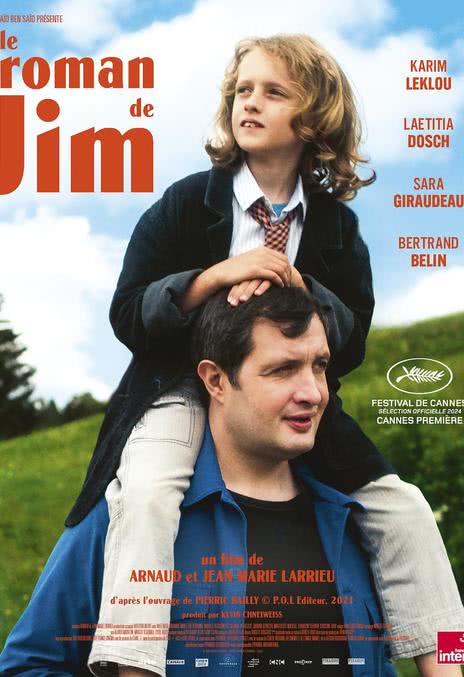 SAÏD BEN SAÏD PRÉSENTE
le
roman
de
Jim
KARIM
LEKLOU
LAETITIA
DOSCH
SARA
GIRAUDEAU
BERTRAND
BELIN
FESTIVAL DE CANNES
SÉLECTION OFFICIELLE 2024
CANNES PREMIÈRE
un film de
ARNAUD et JEAN-MARIE LARRIEU
d'après l'ouvrage de PIERRIC BAILLY © P.O.L Editeur, 2021
produit par KEVIN CHNEIWEISS
inter